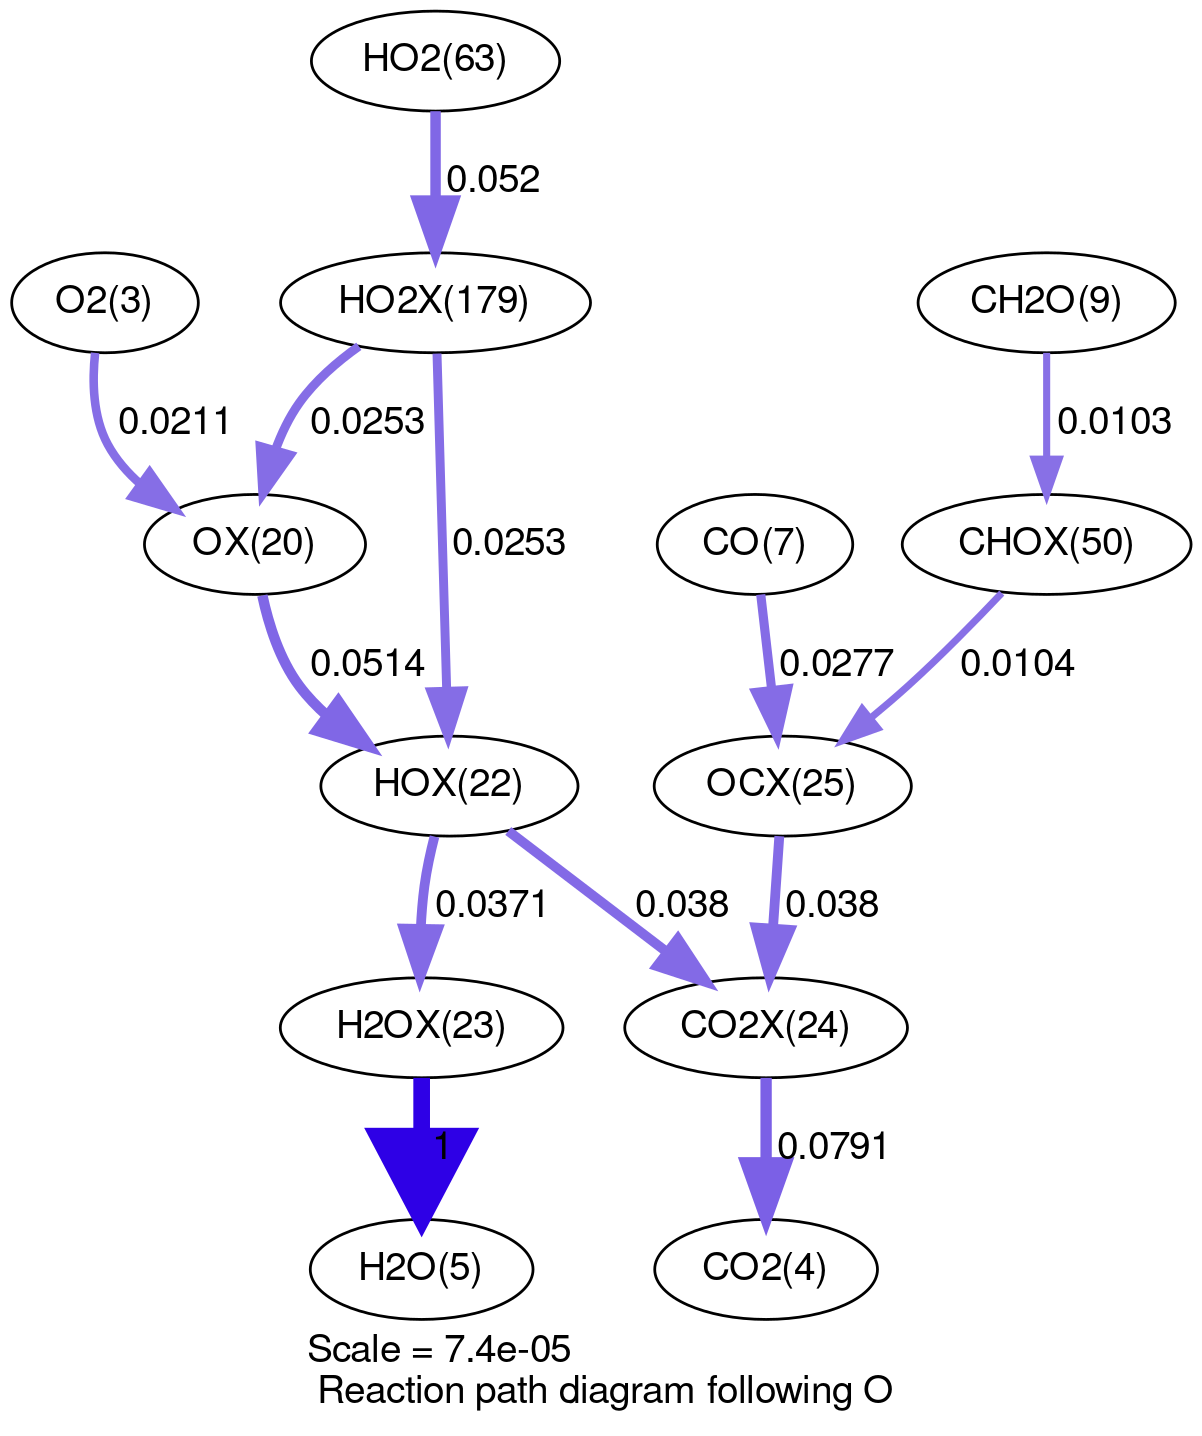 HO2(63)
0.052
O2(3)
HO2X(179)
CH2O(9)
0.0211
0.0253
0.0103
OX(20)
0.0253
CO(7)
CHOX(50)
0.0514
0.0277
0.0104
HOX(22)
OCX(25)
0.0371
0.038
0.038
H2OX(23)
CO2X(24)
1
0.0791
H2O(5)
CO2(4)
Scale = 7.4e-05
Reaction path diagram following O